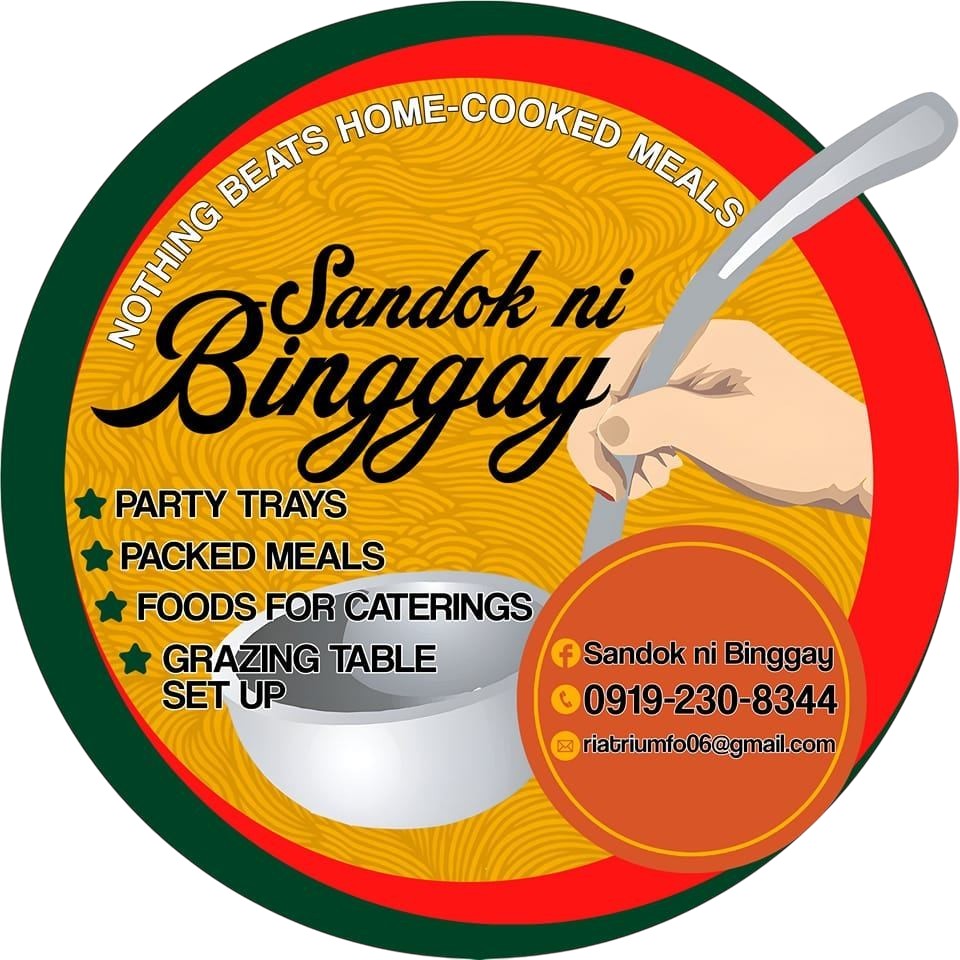 NOTHING BEATS HOME-COOKED MEALS
Sandok ni
Binggay
PARTY TRAYS
PACKED MEALS
FOODS FOR CATERINGS
GRAZING TABLE
SET UP
Sandok ni Binggay
0919-230-8344
riatriumfo06@gmail.com